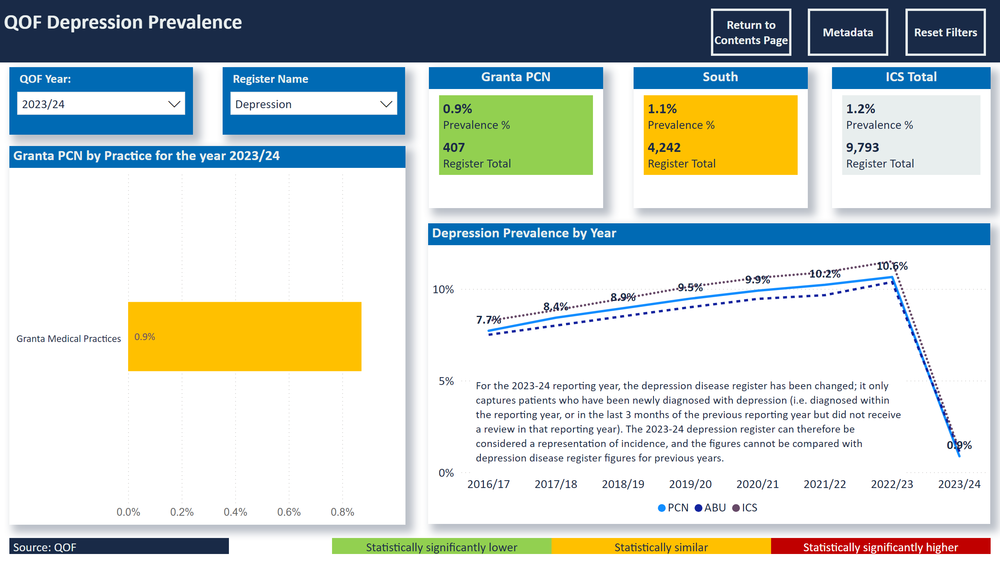 QOF Depression Prevalence
Return to
Contents Page
Metadata
Reset Filters
QOF Year:
2023/24
Register Name
Depression
Granta PCN
0.9%
Prevalence %
407
Register Total
South
1.1%
Prevalence %
4,242
Register Total
ICS Total
1.2%
Prevalence %
9,793
Register Total
Granta PCN by Practice for the year 2023/24
Granta Medical Practices
0.9%
0.0%
0.2%
0.4%
0.6%
0.8%
Depression Prevalence by Year
10%
5%
0%
7.7%
8.4%
8.9%
9.5%
9.9%
10.2%
10.6%
0.9%
For the 2023-24 reporting year, the depression disease register has been changed; it only
captures patients who have been newly diagnosed with depression (i.e. diagnosed within
the reporting year, or in the last 3 months of the previous reporting year but did not receive
a review in that reporting year). The 2023-24 depression register can therefore be
considered a representation of incidence, and the figures cannot be compared with
depression disease register figures for previous years.
2016/17
2017/18
2018/19
2019/20
2020/21
2021/22
2022/23
2023/24
PCN
ABU
ICS
Source: QOF
Statistically significantly lower
Statistically similar
Statistically significantly higher